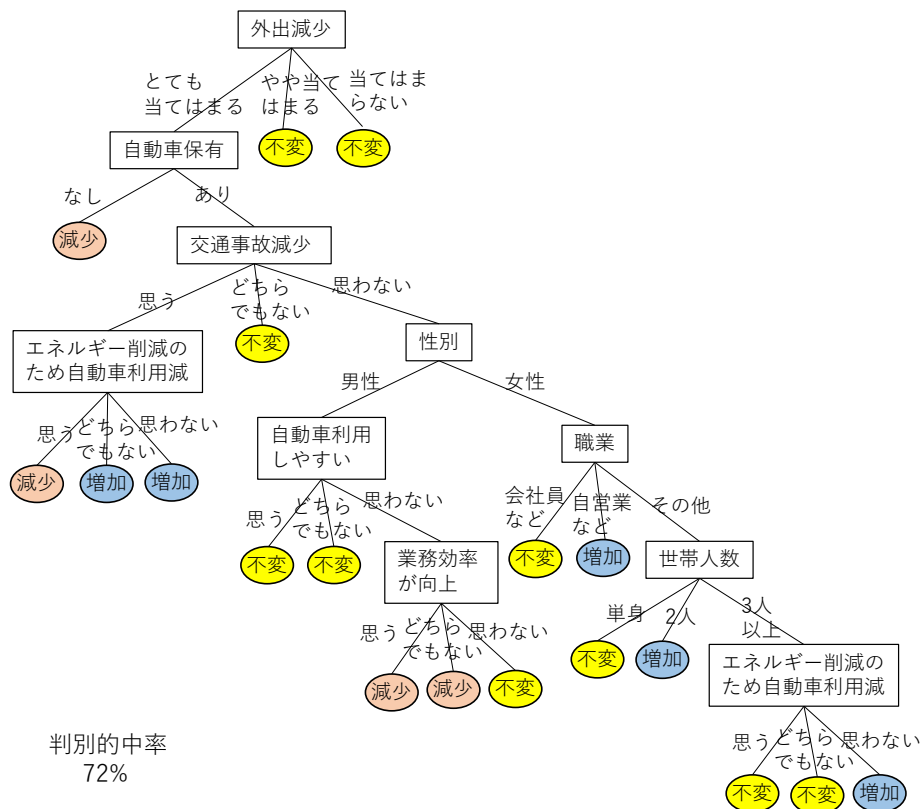 外出減少
とても
当てはまる
やや当て
はまる
当てはま
らない
自動車保有
不変
不変
なし
あり
減少
交通事故減少
思う
どちら
でもない
思わない
エネルギー削減の
ため自動車利用減
不変
性別
男性
女性
思う
どちら
でもない
思わない
減少
増加
増加
自動車利用
しやすい
職業
思う
どちら
でもない
思わない
会社員
など
自営業
など
その他
不変
不変
業務効率
が向上
不変
増加
世帯人数
思う
どちら
でもない
思わない
単身
2人
3人
以上
減少
減少
不変
不変
増加
エネルギー削減の
ため自動車利用減
思う
どちら
でもない
思わない
不変
不変
増加
判別的中率
72%